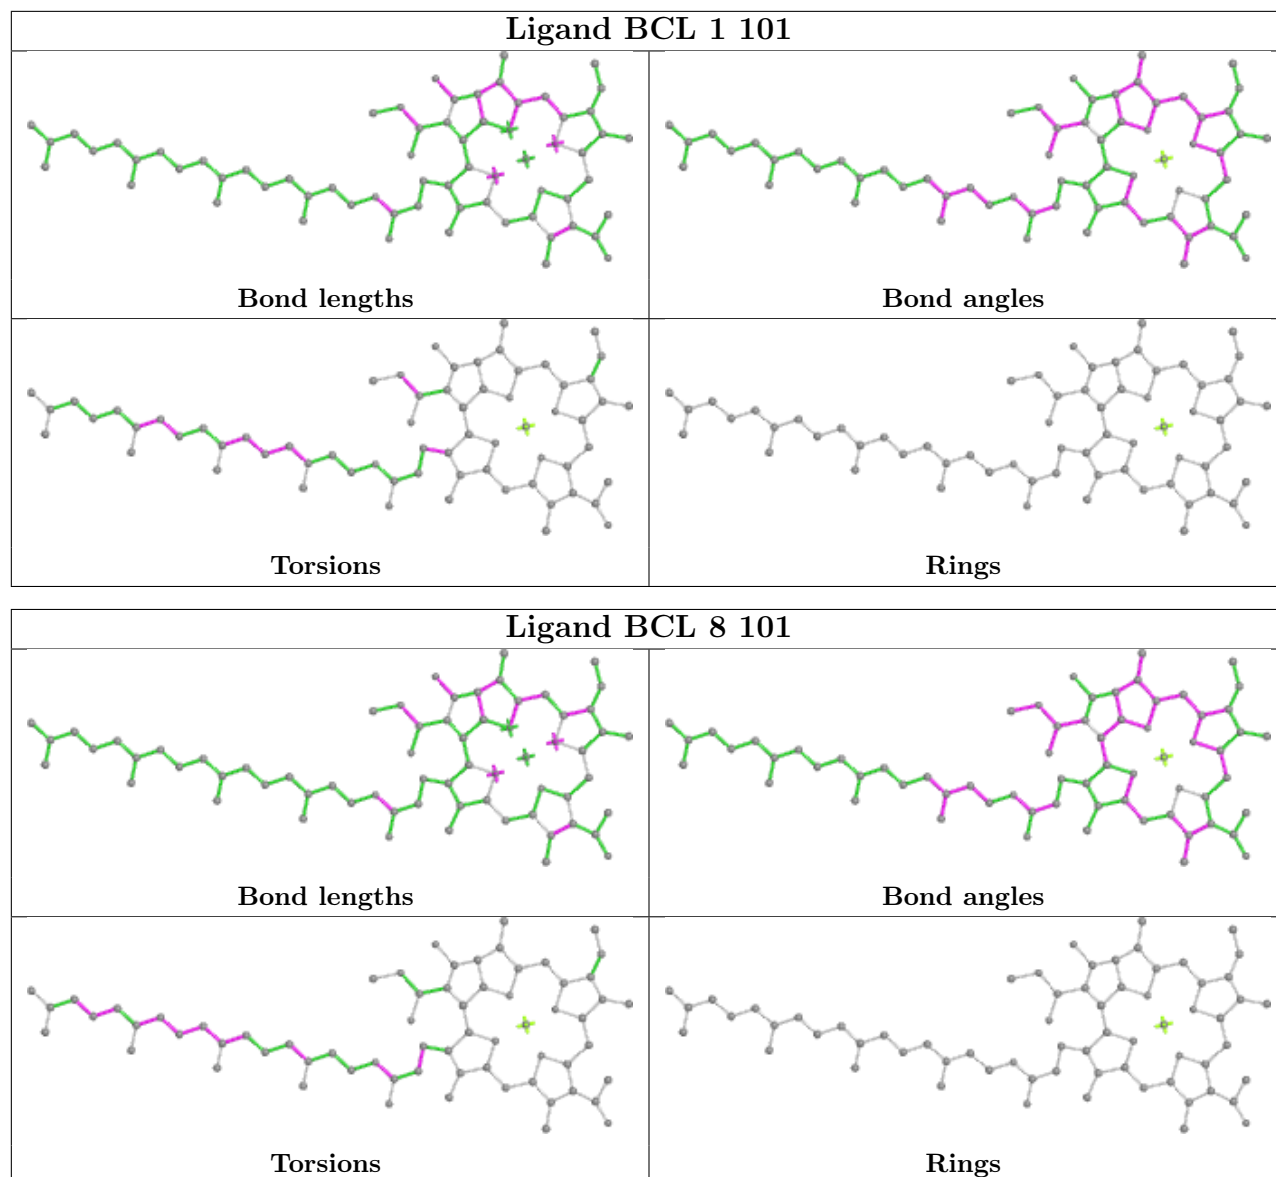 Ligand BCL 1 101
Bond lengths
Bond angles
Torsions
Rings
Ligand BCL 8 101
Bond lengths
Bond angles
Torsions
Rings